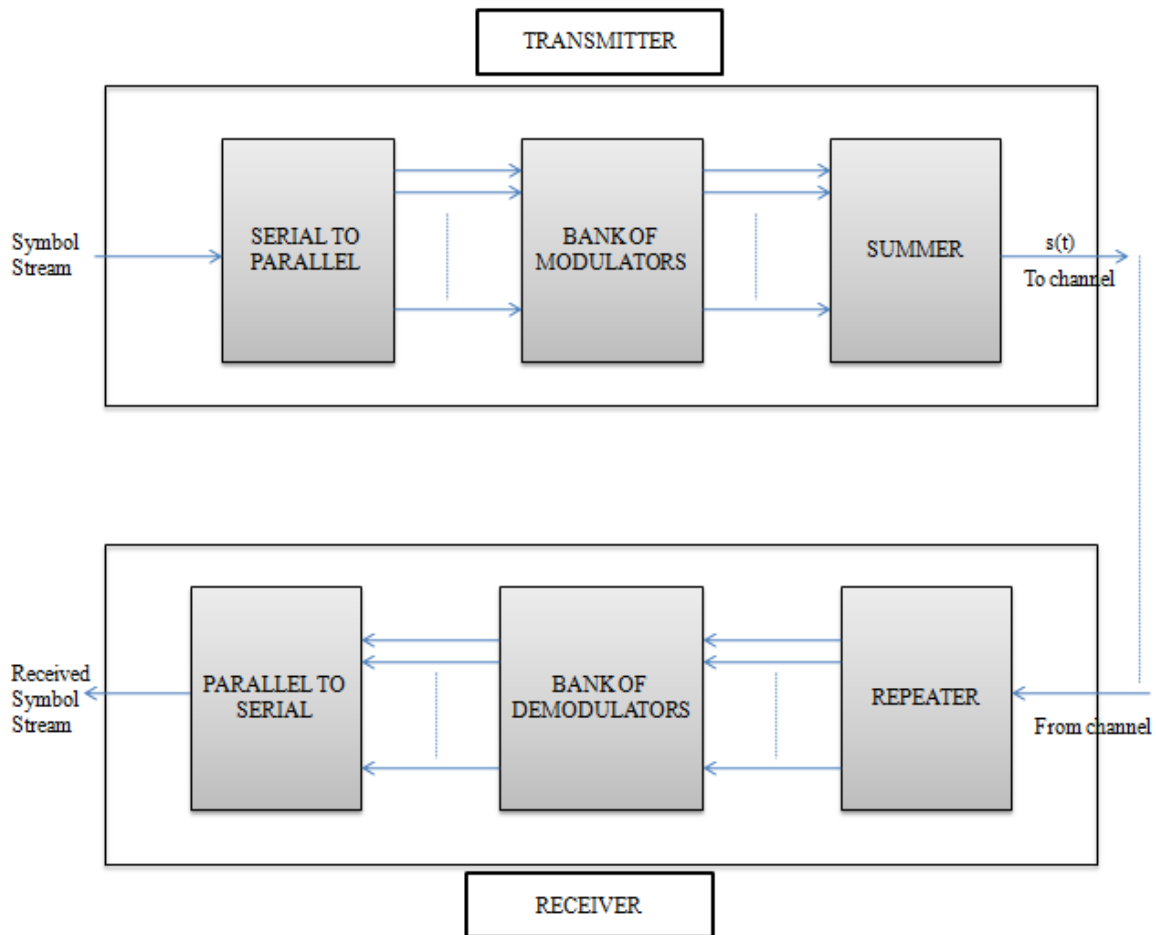 TRANSMITTER
Symbol
Stream
SERIAL TO
PARALLEL
BANK OF
MODULATORS
SUMMER
s(t)
To channel
Received
Symbol
Stream
PARALLEL TO
SERIAL
BANK OF
DEMODULATORS
REPEATER
From channel
RECEIVER